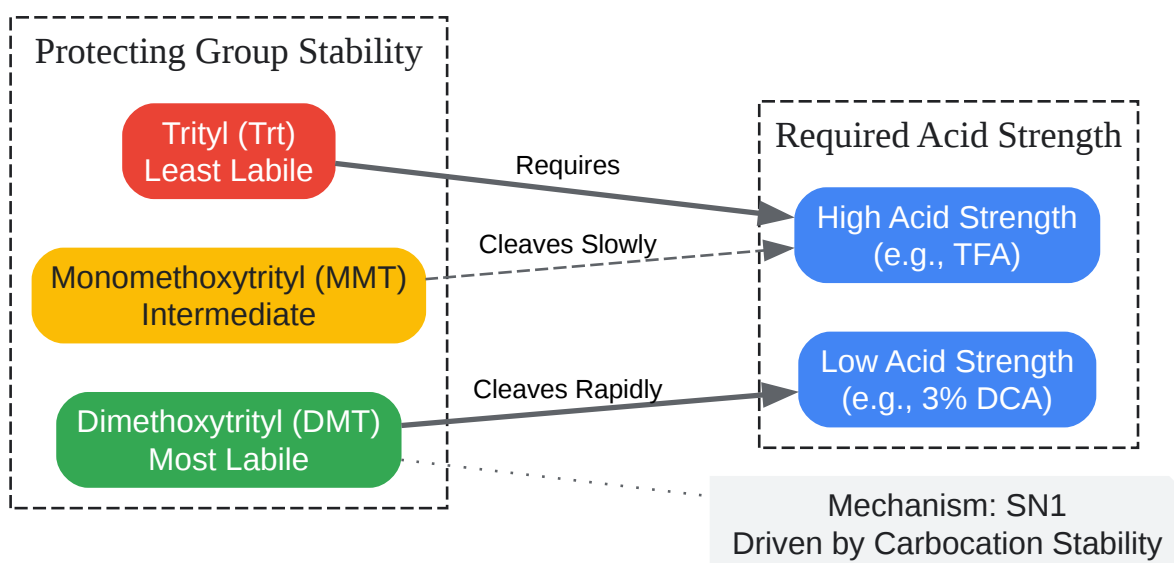 Protecting Group Stability
Trityl (Trt)
Least Labile
Monomethoxytrityl (MMT)
Intermediate
Dimethoxytrityl (DMT)
Most Labile
Requires
Cleaves Slowly
Cleaves Rapidly
Required Acid Strength
High Acid Strength
(e.g., TFA)
Low Acid Strength
(e.g., 3% DCA)
Mechanism: SN1
Driven by Carbocation Stability